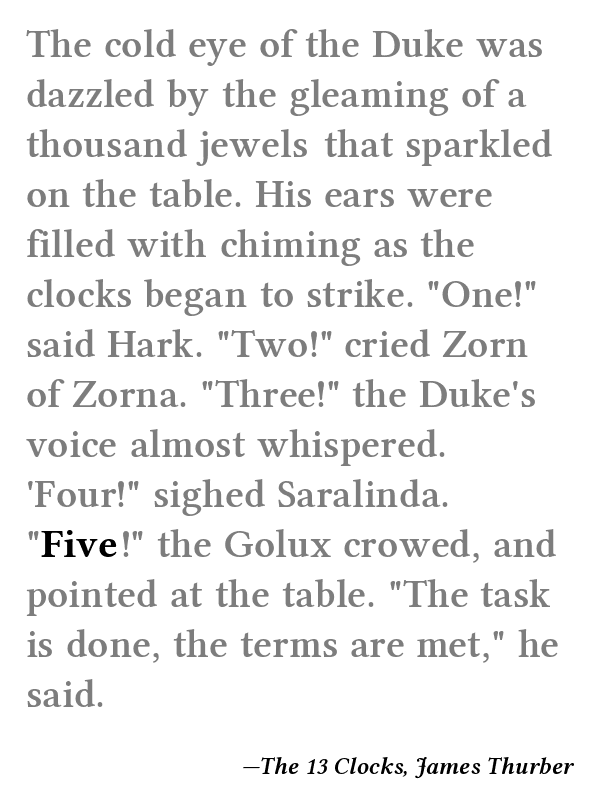 The cold eye of the Duke was
dazzled by the gleaming of a
thousand jewels that sparkled
on the table. His ears were
filled with chiming as the
clocks began to strike. "One!"
said Hark. "Two!" cried Zorn
of Zorna. "Three!" the Duke's
voice almost whispered.
'Four!" sighed Saralinda.
"Five!" the Golux crowed, and
pointed at the table. "The task
is done, the terms are met," he
said.
—The 13 Clocks, James Thurber